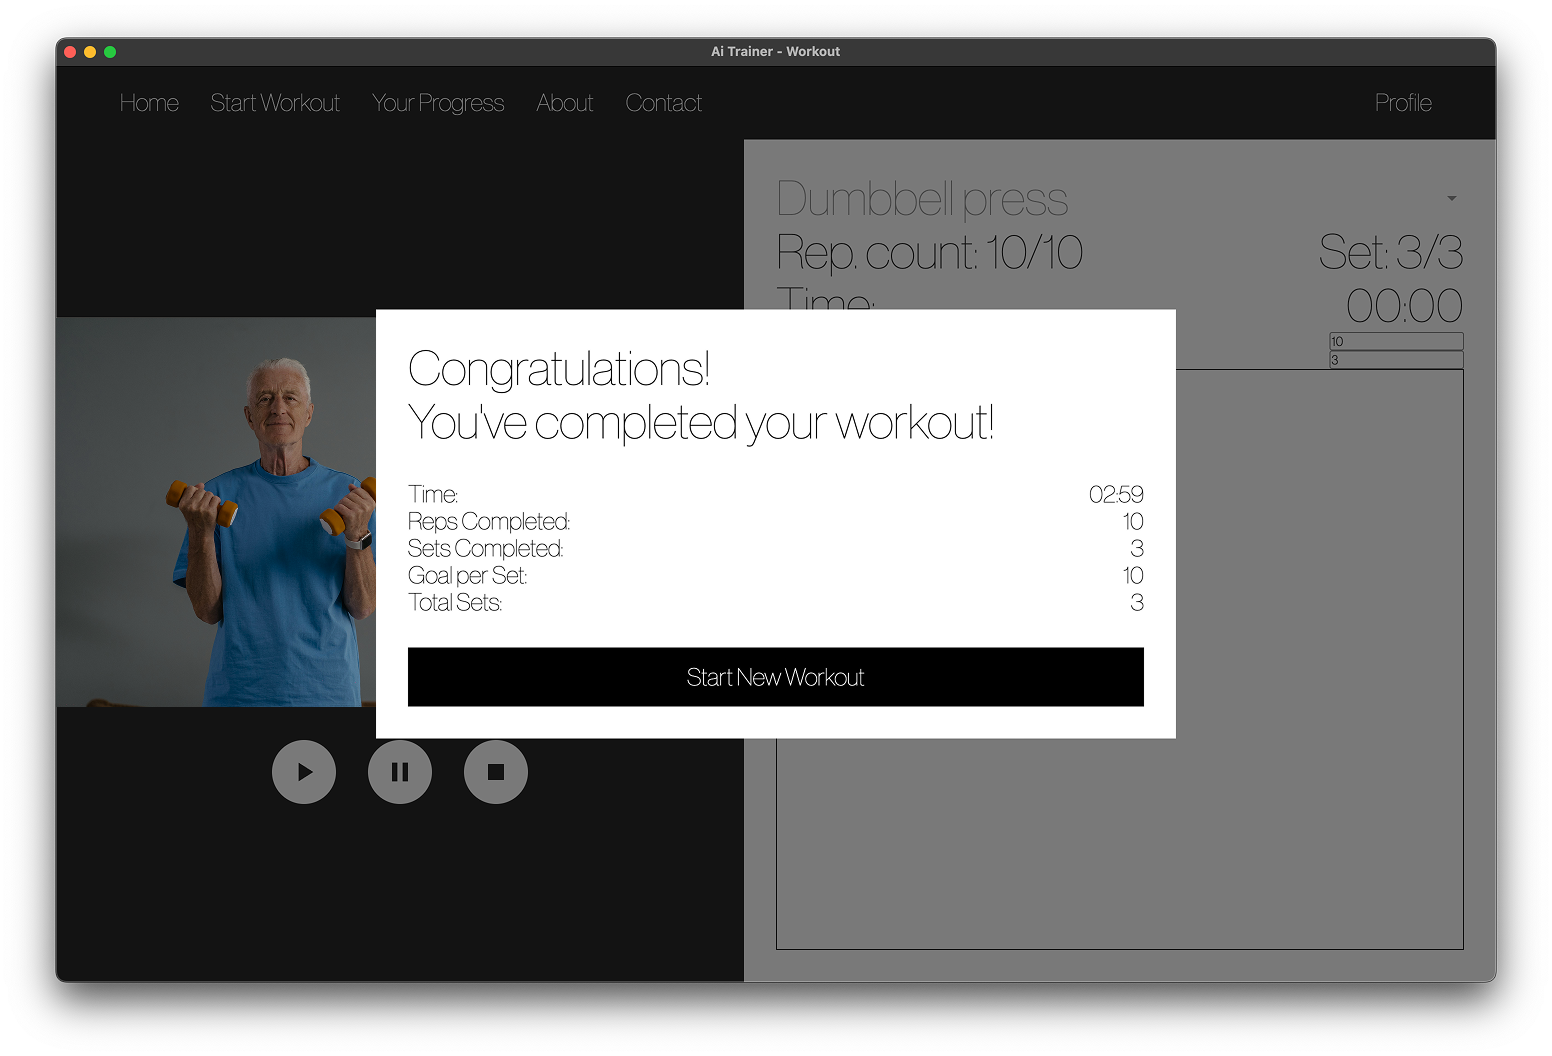 Ai Trainer - Workout
Home Start Workout Your Progress About Contact Profile
Dumbbell press
Rep. count: 10/10 Set: 3/3
Time: 00:00
10
3
Congratulations!
You've completed your workout!
Time: 02:59
Reps Completed: 10
Sets Completed: 3
Goal per Set: 10
Total Sets: 3
Start New Workout